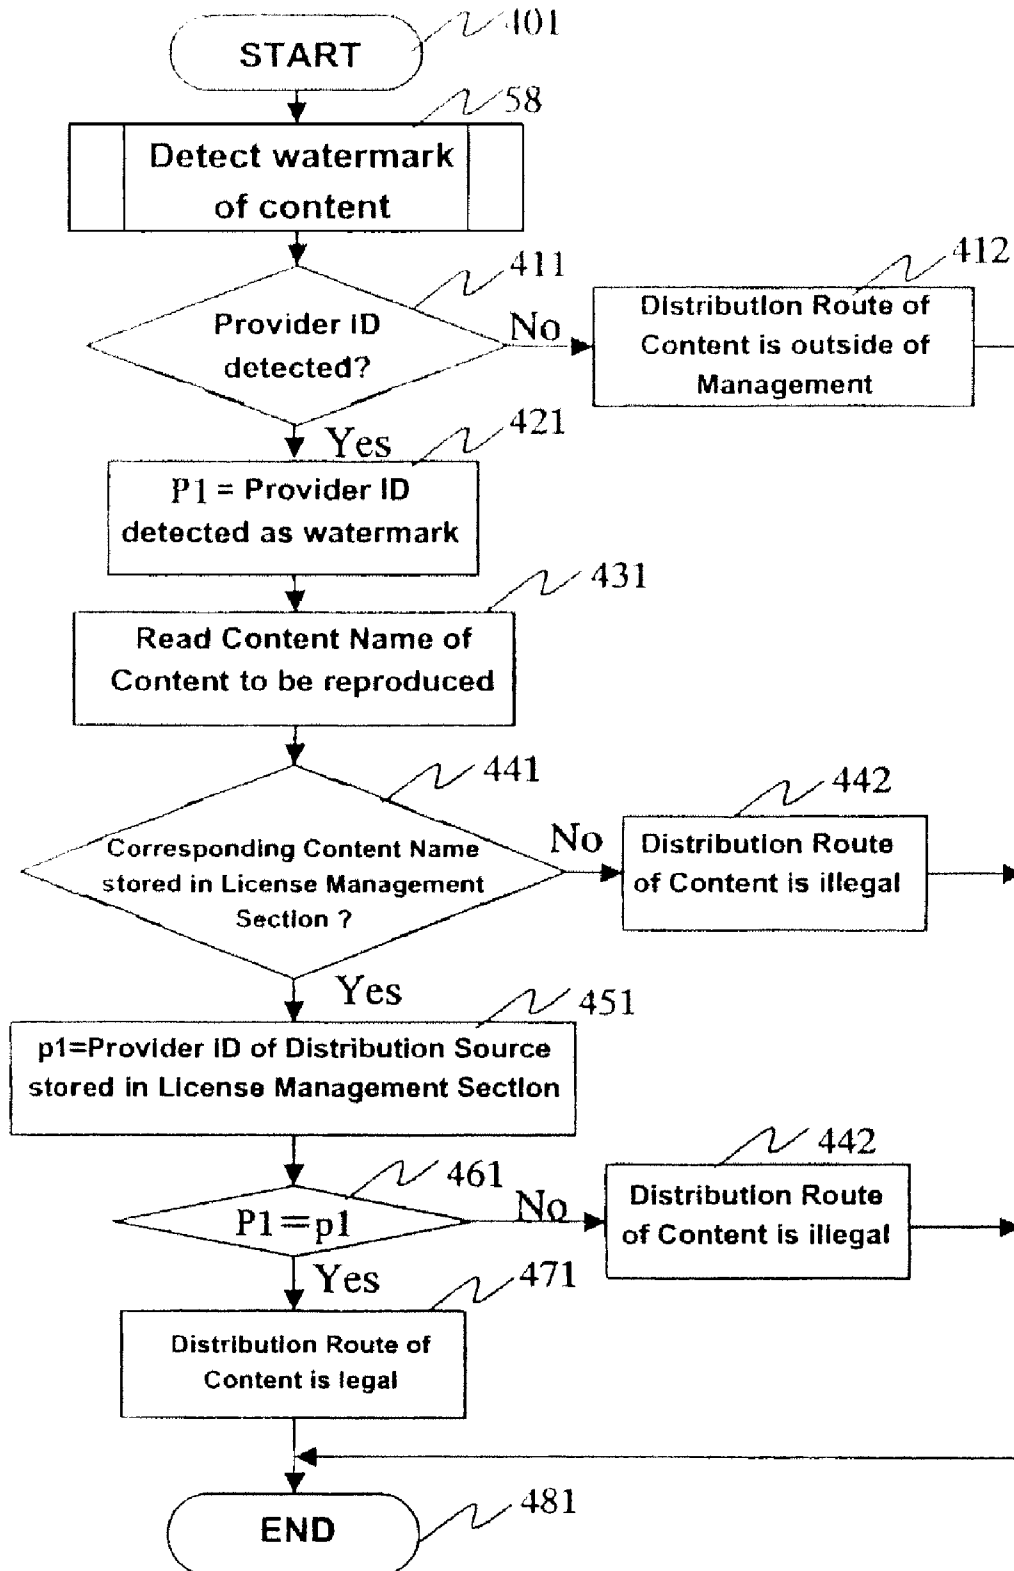 401
START
58
Detect watermark
of content
411
Provider ID
detected?
No
412
Distribution Route of
Content is outside of
Management
Yes
421
P1 = Provider ID
detected as watermark
431
Read Content Name of
Content to be reproduced
441
Corresponding Content Name
stored in License Management
Section ?
No
442
Distribution Route
of Content is illegal
Yes
451
p1=Provider ID of Distribution Source
stored in License Management Section
461
P1=p1
No
442
Distribution Route
of Content is illegal
Yes
471
Distribution Route of
Content is legal
END
481